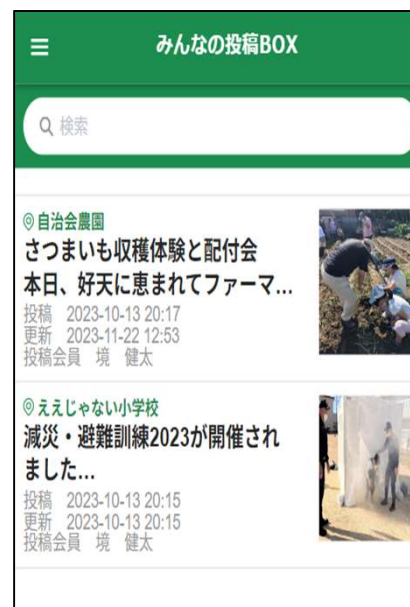 みんなの投稿BOX
検索
自治会農園
さつまいも収穫体験と配付会
本日、好天に恵まれてファーマ...
投稿 2023-10-13 20:17
更新 2023-11-22 12:53
投稿会員 境 健太
ええじゃない小学校
減災・避難訓練2023が開催され
ました...
投稿 2023-10-13 20:15
更新 2023-10-13 20:15
投稿会員 境 健太